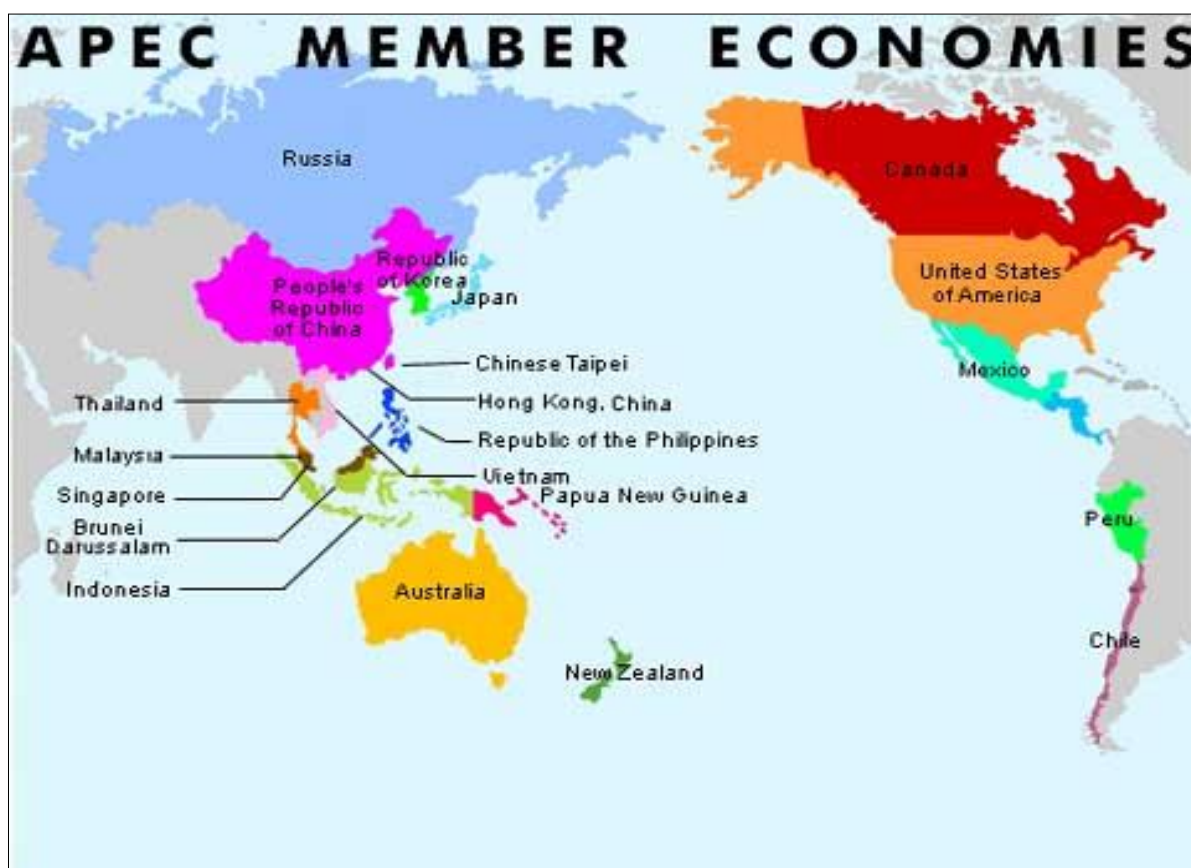 APEC MEMBER ECONOMIES
Russia
Canada
Republic
of Korea
People's
Republic
of China
Japan
United States
of America
Mexico
Chinese Taipei
Hong Kong, China
Republic of the Philippines
Vietnam
Papua New Guinea
Thailand
Malaysia
Singapore
Brunei
Darussalam
Indonesia
Australia
New Zealand
Peru
Chile